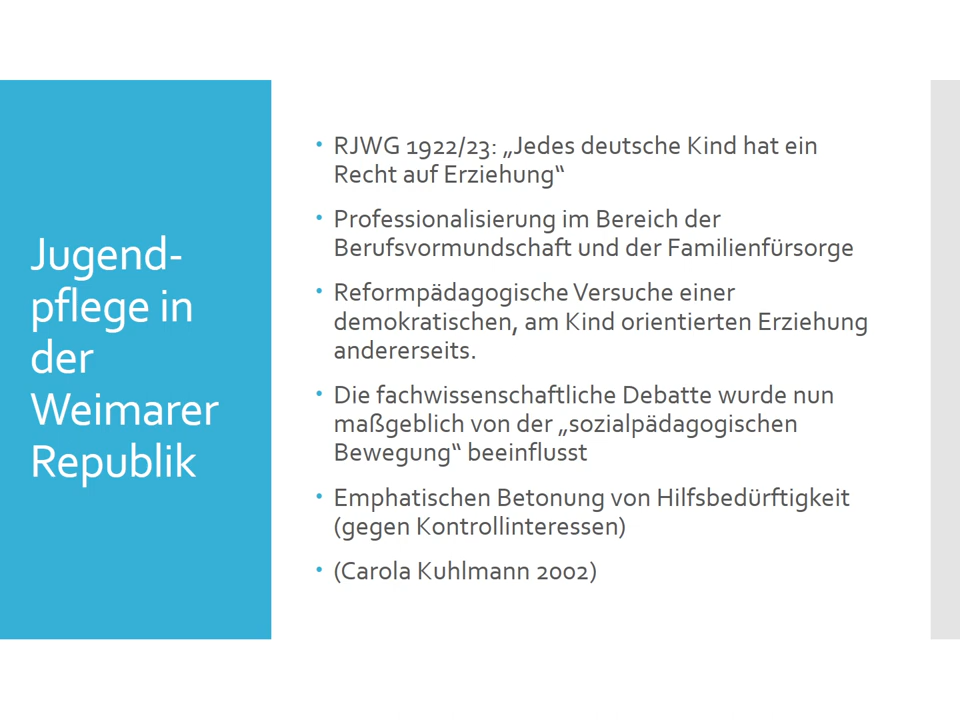 Jugend-
pflege in
der
Weimarer
Republik
• RJWG 1922/23: „Jedes deutsche Kind hat ein
Recht auf Erziehung“
• Professionalisierung im Bereich der
Berufsvormundschaft und der Familienfürsorge
• Reformpädagogische Versuche einer
demokratischen, am Kind orientierten Erziehung
andererseits.
• Die fachwissenschaftliche Debatte wurde nun
maßgeblich von der „sozialpädagogischen
Bewegung“ beeinflusst
• Emphatischen Betonung von Hilfsbedürftigkeit
(gegen Kontrollinteressen)
• (Carola Kuhlmann 2002)